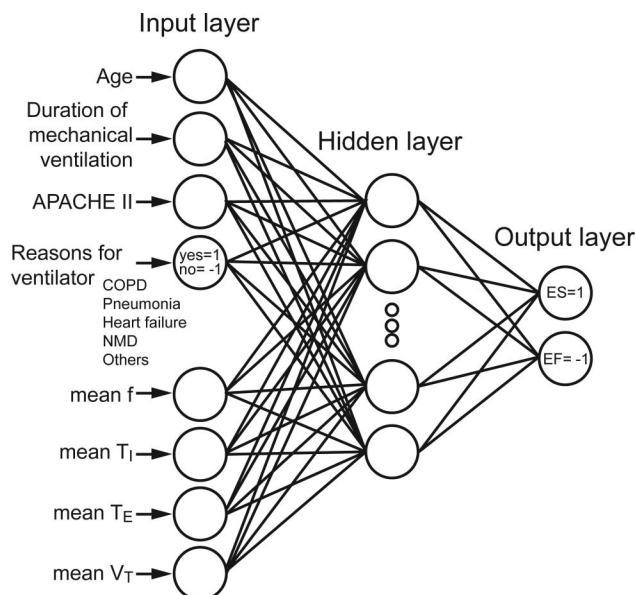 Input layer
Age
Duration of
mechanical
ventilation
Hidden layer
APACHE II
Output layer
Reasons for
ventilator
yes=1
no= -1
COPD
Pneumonia
Heart failure
NMD
Others
ES=1
EF= -1
mean f
mean TI
mean TE
mean VT